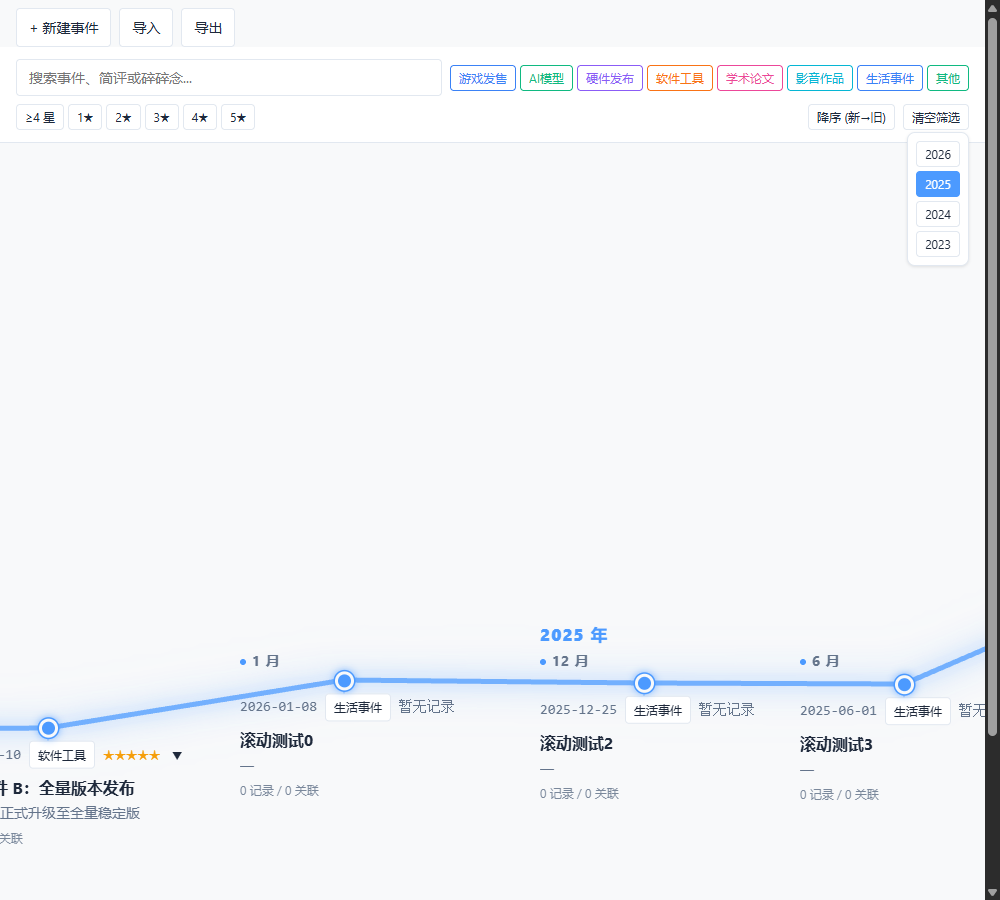 + 新建事件 导入 导出
搜索事件、简评或碎碎念... 游戏发售 AI模型 硬件发布 软件工具 学术论文 影音作品 生活事件 其他
≥4 星 1★ 2★ 3★ 4★ 5★ 降序 (新→旧) 清空筛选
2026
2025
2024
2023
2025 年
1 月 12 月 6 月
2026-01-08 生活事件 暂无记录
滚动测试0
—
0 记录 / 0 关联
2025-12-25 生活事件 暂无记录
滚动测试2
—
0 记录 / 0 关联
2025-06-01 生活事件 暂无
滚动测试3
—
0 记录 / 0 关联
-10 软件工具 ★★★★★ ▼
件 B：全量版本发布
正式升级至全量稳定版
关联